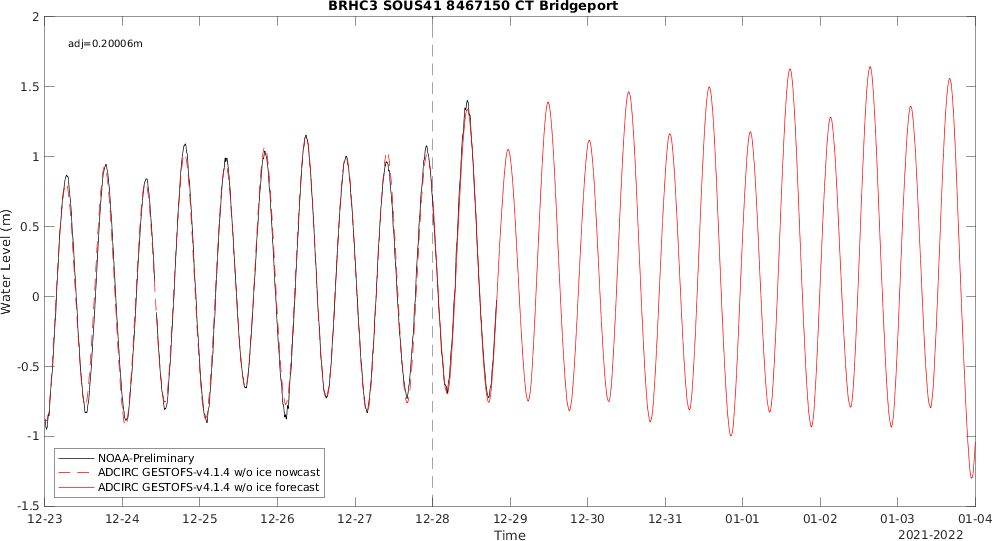 BRHC3 SOUS41 8467150 CT Bridgeport
adj=0.20006m
2
1.5
1
0.5
0
-0.5
-1
-1.5
Water Level (m)
NOAA-Preliminary
ADCIRC GESTOFS-v4.1.4 w/o ice nowcast
ADCIRC GESTOFS-v4.1.4 w/o ice forecast
12-23 12-24 12-25 12-26 12-27 12-28 12-29 12-30 12-31 01-01 01-02 01-03 01-04
Time
2021-2022